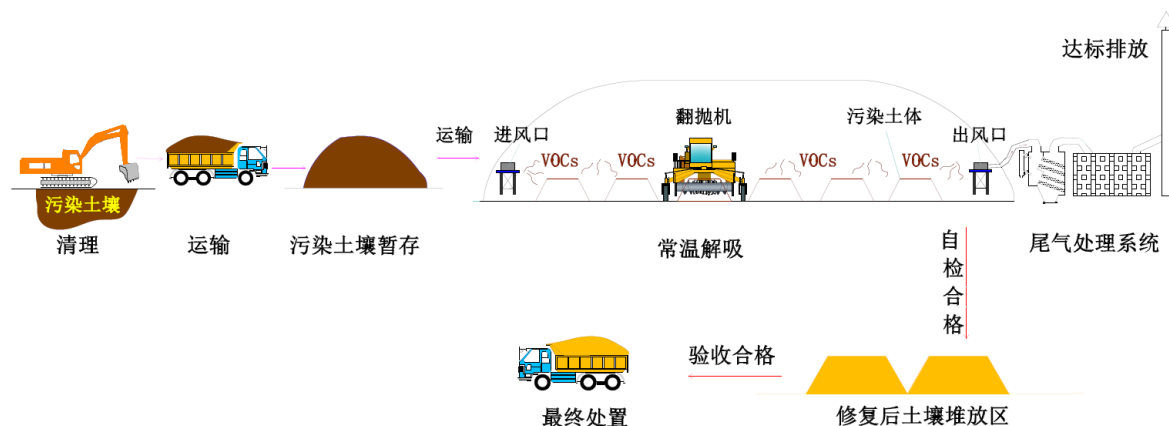 达标排放
运输
进风口
翻抛机
污染土体
出风口
VOCs
VOCs
VOCs
VOCs
污染土壤
清理
运输
污染土壤暂存
常温解吸
尾气处理系统
自检合格
验收合格
最终处置
修复后土壤堆放区